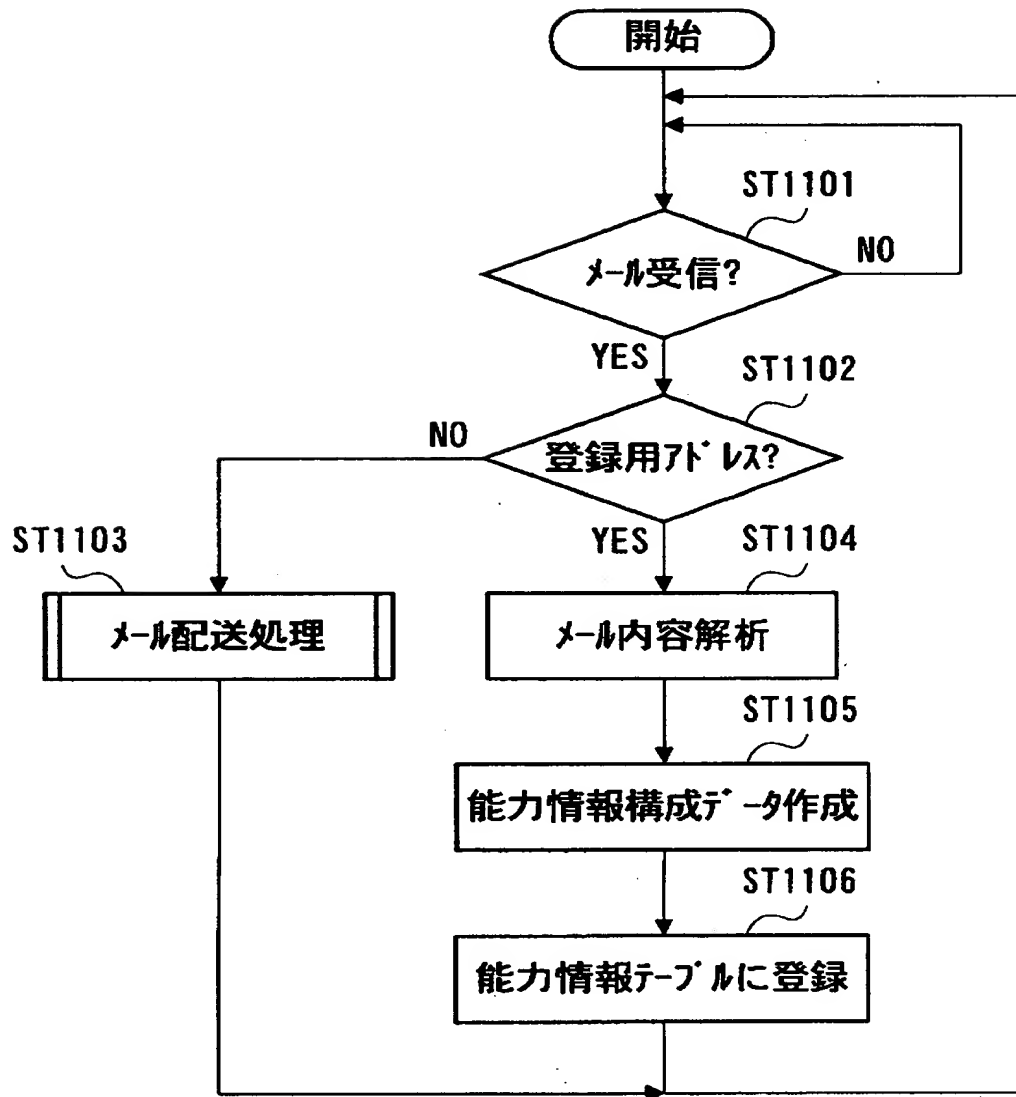 開始
ST1101
メール受信?
NO
YES
ST1102
登録用アドレス?
NO
YES
ST1103
メール配送処理
ST1104
メール内容解析
ST1105
能力情報構成データ作成
ST1106
能力情報テーブルに登録